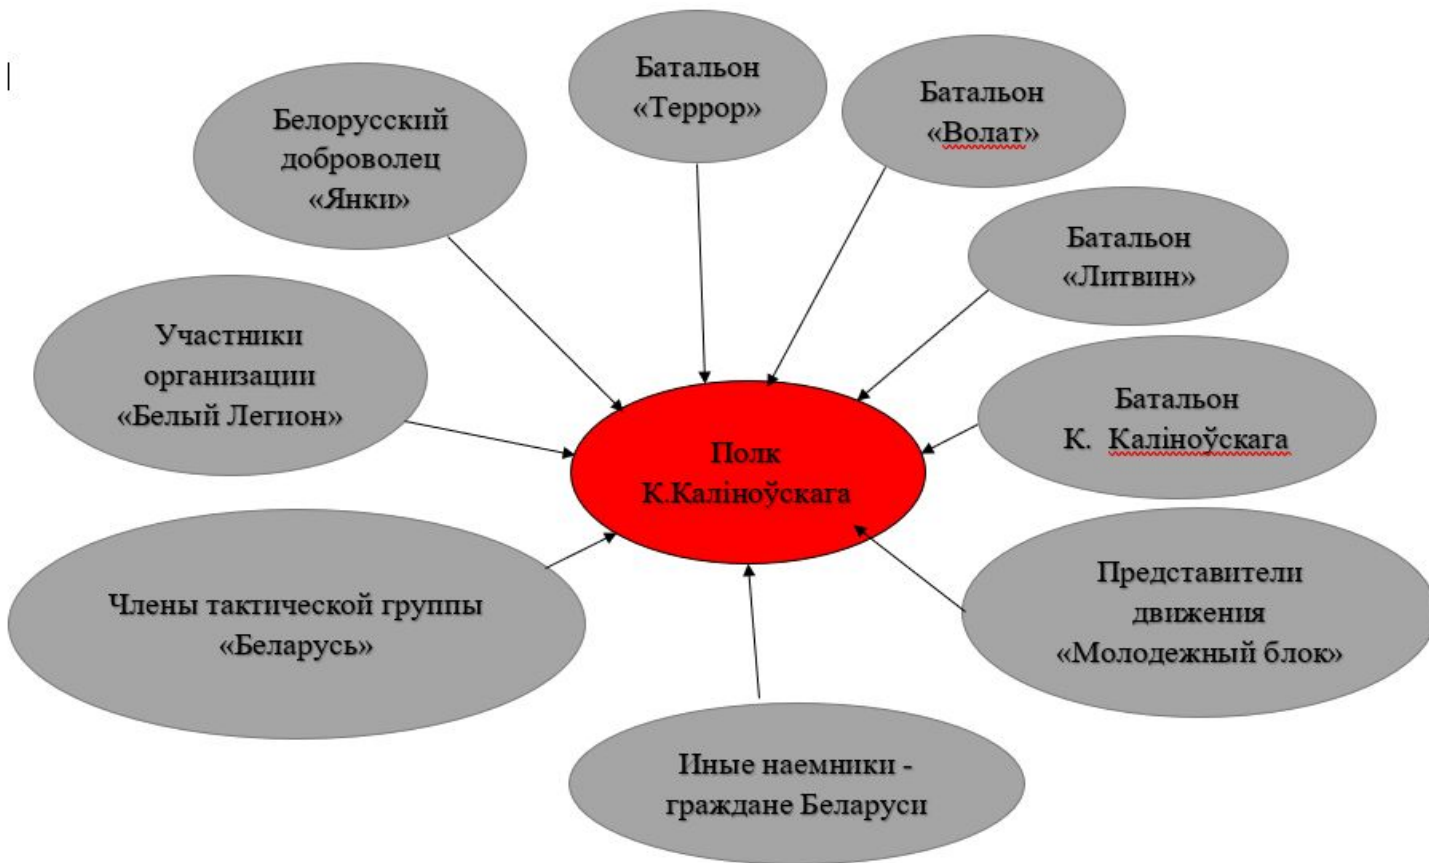 Батальон
«Террор»
Батальон
«Волат»
Белорусский
доброволец
«Янки»
Батальон
«Литвин»
Участники
организации
«Белый Легион»
Батальон
К. Каліноўскага
Полк
К.Каліноўскага
Члены тактической группы
«Беларусь»
Представители
движения
«Молодежный блок»
Иные наемники -
граждане Беларуси